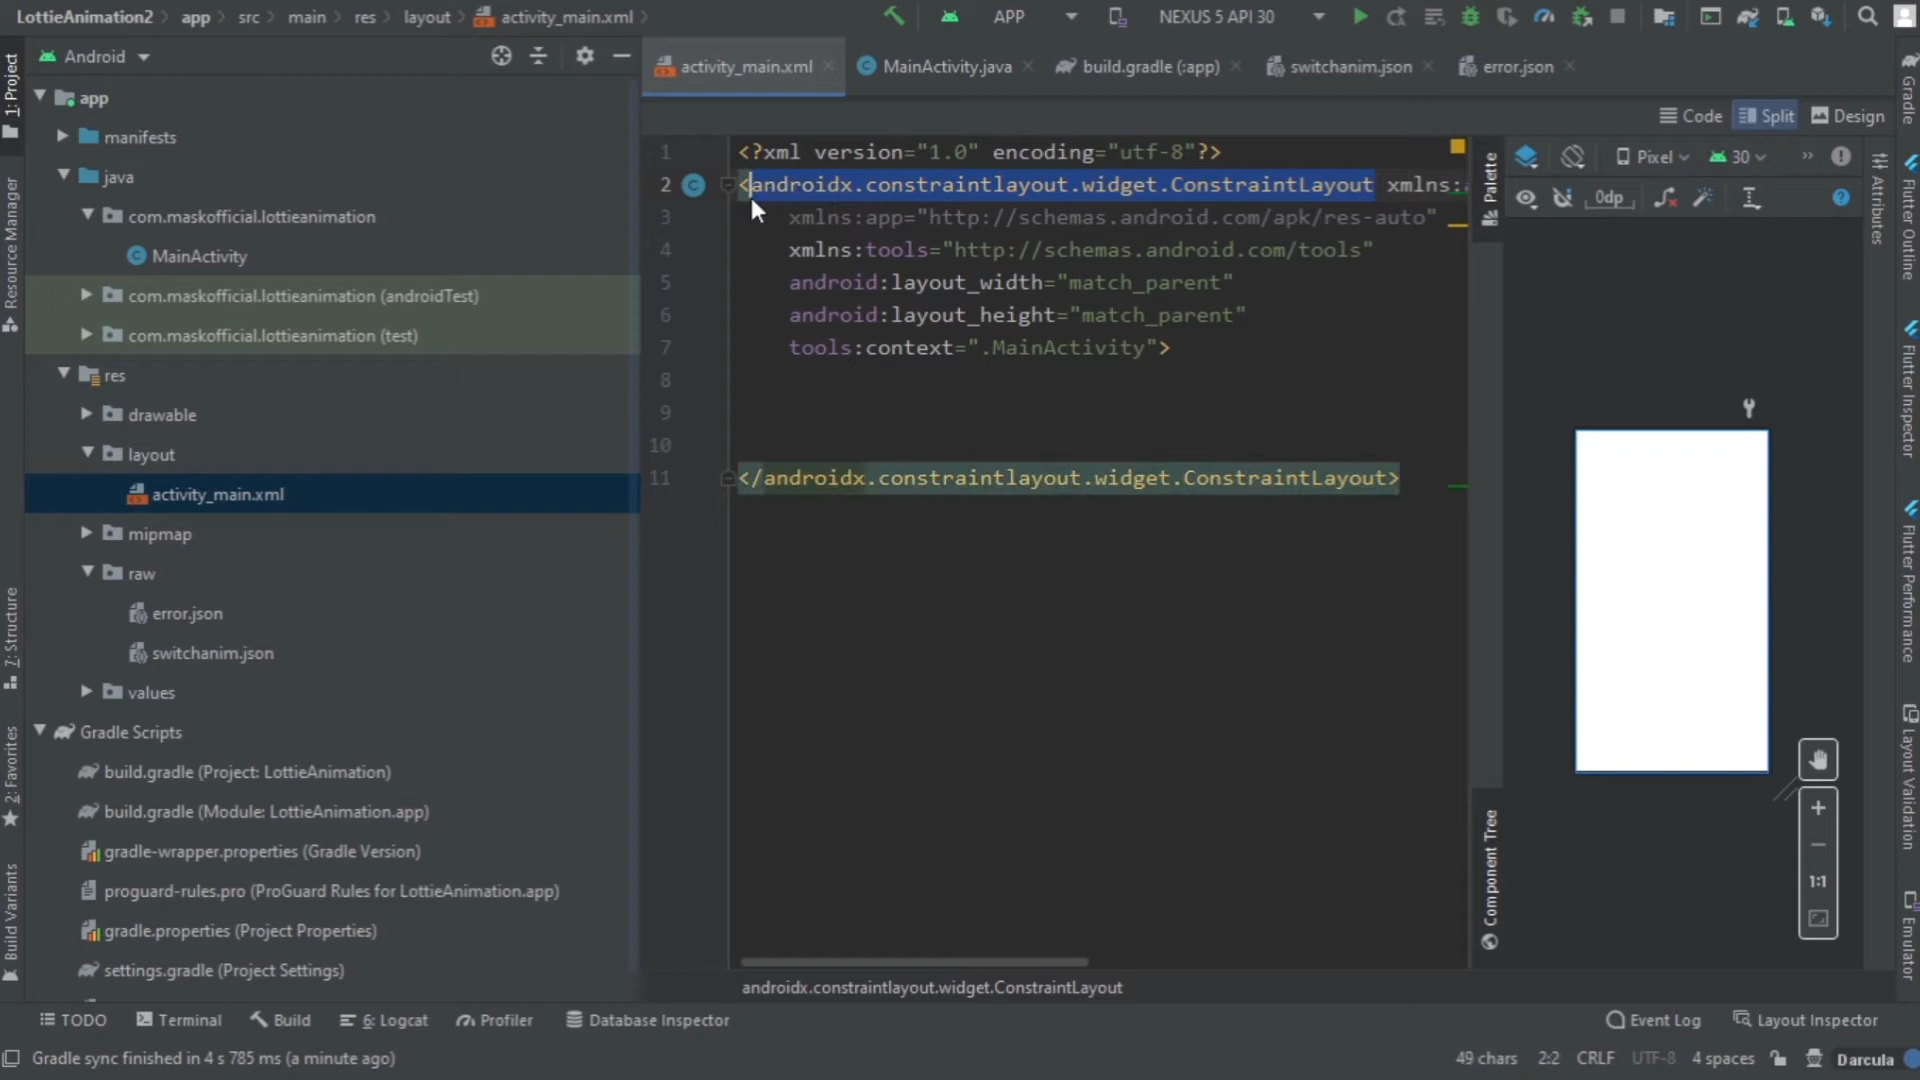 LottieAnimation2 app src main res layout activity_main.xml
APP NEXUS 5 API 30
1: Project
Resource Manager
7: Structure
2: Favorites
Build Variants
Android
app
manifests
java
com.maskofficial.lottieanimation
MainActivity
com.maskofficial.lottieanimation (androidTest)
com.maskofficial.lottieanimation (test)
res
drawable
layout
activity_main.xml
mipmap
raw
error.json
switchanim.json
values
Gradle Scripts
build.gradle (Project: LottieAnimation)
build.gradle (Module: LottieAnimation.app)
gradle-wrapper.properties (Gradle Version)
proguard-rules.pro (ProGuard Rules for LottieAnimation.app)
gradle.properties (Project Properties)
settings.gradle (Project Settings)
activity_main.xml MainActivity.java build.gradle (:app) switchanim.json error.json
Code Split Design
1 <?xml version="1.0" encoding="utf-8"?>
2 <androidx.constraintlayout.widget.ConstraintLayout xmlns:
3 xmlns:app="http://schemas.android.com/apk/res-auto"
4 xmlns:tools="http://schemas.android.com/tools"
5 android:layout_width="match_parent"
6 android:layout_height="match_parent"
7 tools:context=".MainActivity">
8
9
10
11 </androidx.constraintlayout.widget.ConstraintLayout>
androidx.constraintlayout.widget.ConstraintLayout
Palette
Component Tree
Pixel 30
0dp
1:1
Attributes
Gradle
Flutter Outline
Flutter Inspector
Flutter Performance
Layout Validation
Emulator
TODO Terminal Build 6: Logcat Profiler Database Inspector Event Log Layout Inspector
Gradle sync finished in 4 s 785 ms (a minute ago) 49 chars 2:2 CRLF UTF-8 4 spaces Darcula